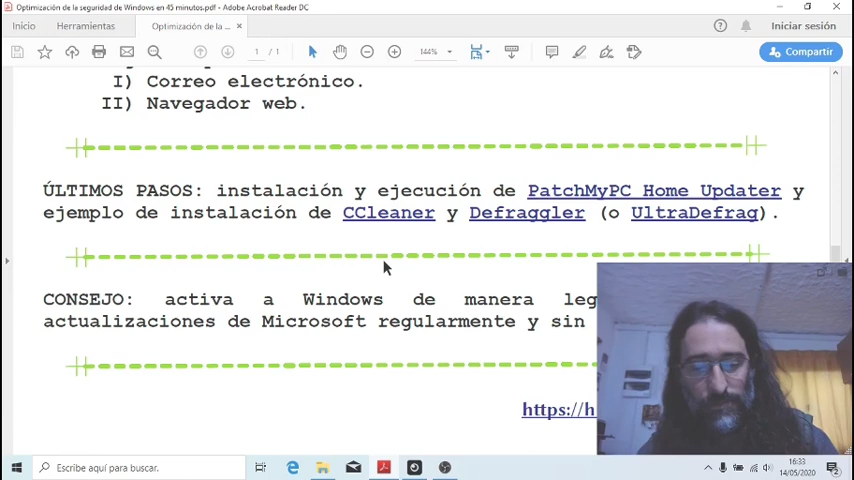 Optimización de la seguridad de Windows en 45 minutos.pdf - Adobe Acrobat Reader DC
Inicio Herramientas Optimización de la ... × Iniciar sesión
1 / 1 144% Compartir
I) Correo electrónico.
II) Navegador web.
ÚLTIMOS PASOS: instalación y ejecución de PatchMyPC Home Updater y
ejemplo de instalación de CCleaner y Defraggler (o UltraDefrag).
CONSEJO: activa a Windows de manera leg
actualizaciones de Microsoft regularmente y sin
https://h
Escribe aquí para buscar.
16:33
14/05/2020
2